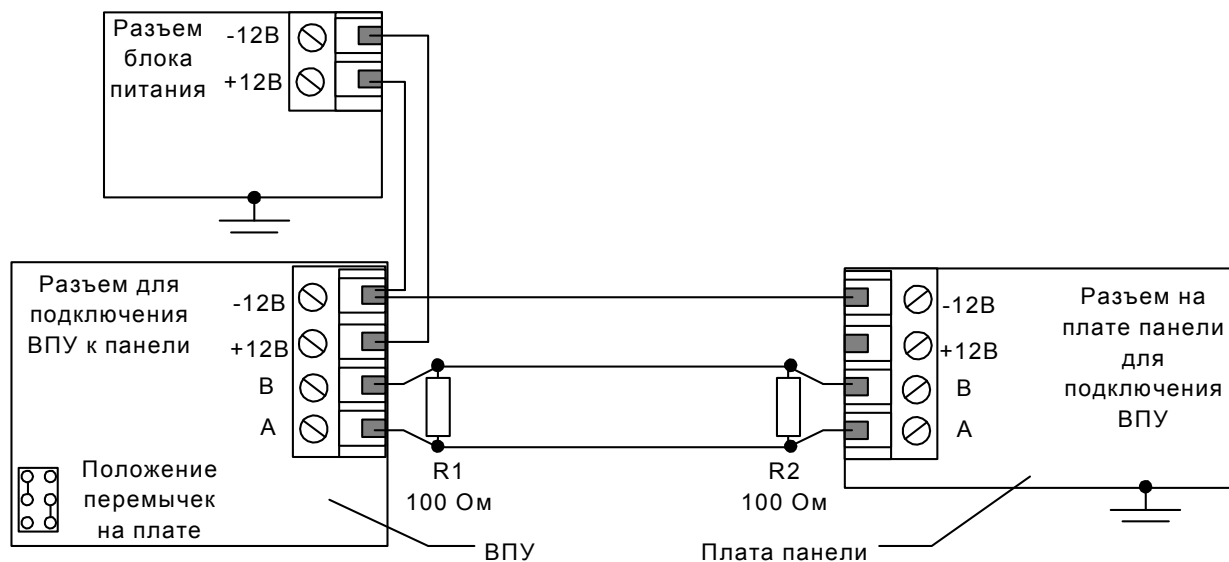 Разъем
блока
питания
-12В
+12В
Разъем для
подключения
ВПУ к панели
-12В
+12В
В
А
Положение
перемычек
на плате
R1
100 Ом
R2
100 Ом
-12В
+12В
В
А
Разъем на
плате панели
для
подключения
ВПУ
ВПУ
Плата панели